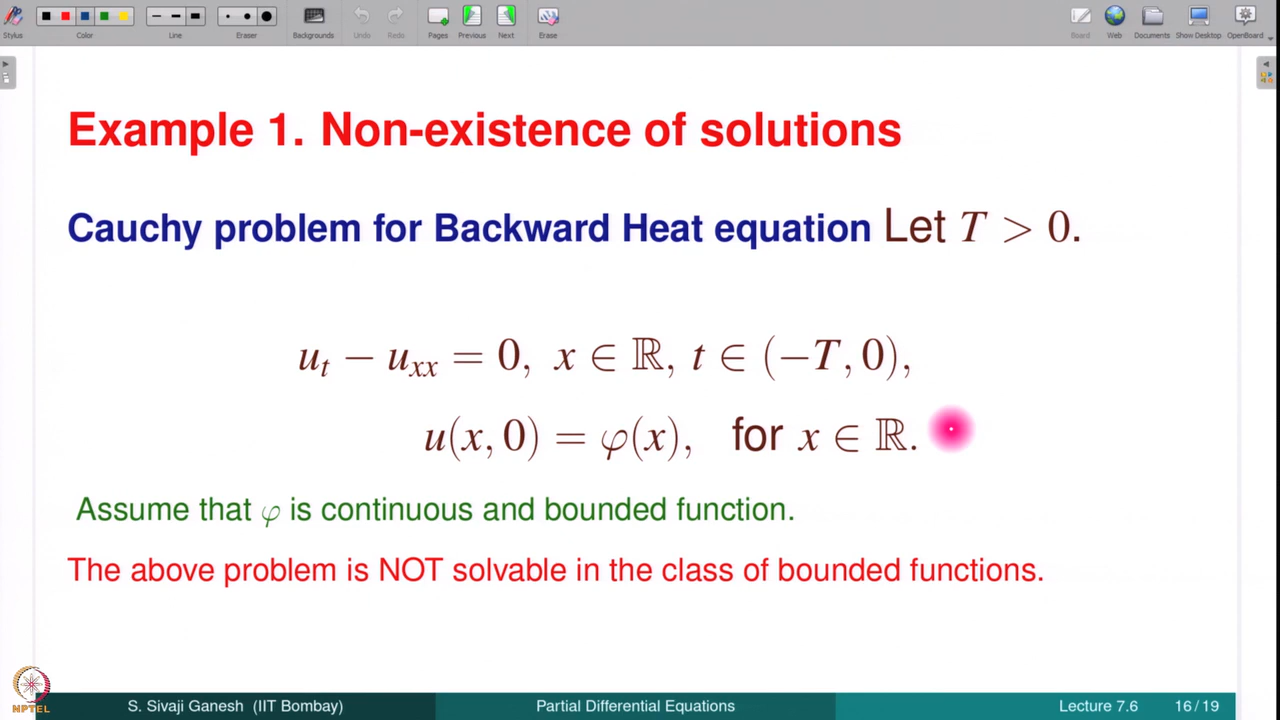 Stylus Color Line Eraser Backgrounds Undo Redo Pages Previous Next Erase Board Web Documents Show Desktop OpenBoard
Example 1. Non-existence of solutions
Cauchy problem for Backward Heat equation Let T > 0.
u_t − u_xx = 0, x ∈ ℝ, t ∈ (−T, 0),
u(x, 0) = φ(x), for x ∈ ℝ.
Assume that φ is continuous and bounded function.
The above problem is NOT solvable in the class of bounded functions.
NPTEL
S. Sivaji Ganesh (IIT Bombay) Partial Differential Equations Lecture 7.6 16 / 19